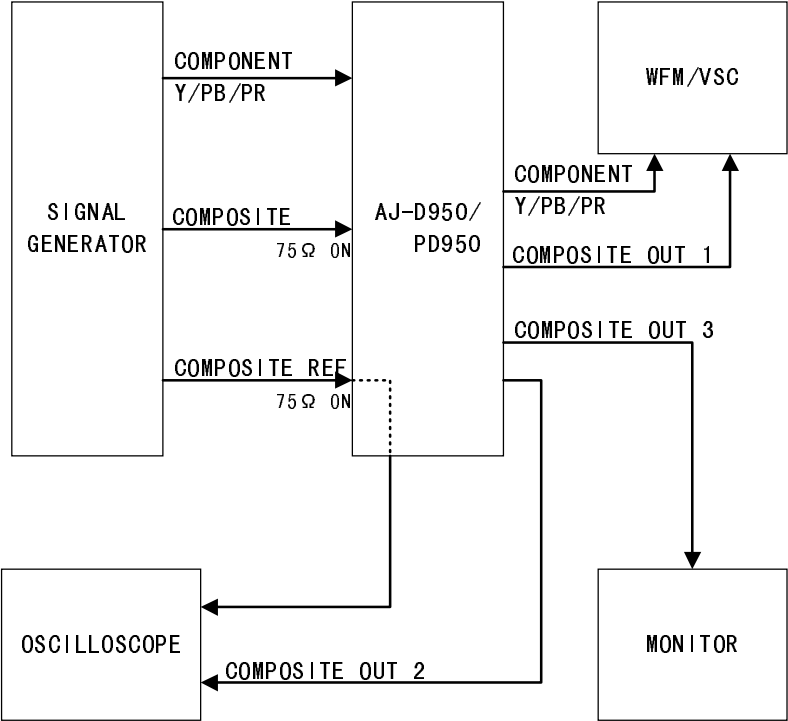 COMPONENT
Y/PB/PR
WFM/VSC
COMPONENT
Y/PB/PR
SIGNAL
GENERATOR
COMPOSITE
75Ω ON
AJ-D950/
PD950
COMPOSITE OUT 1
COMPOSITE OUT 3
COMPOSITE REF
75Ω ON
OSCILLOSCOPE
COMPOSITE OUT 2
MONITOR